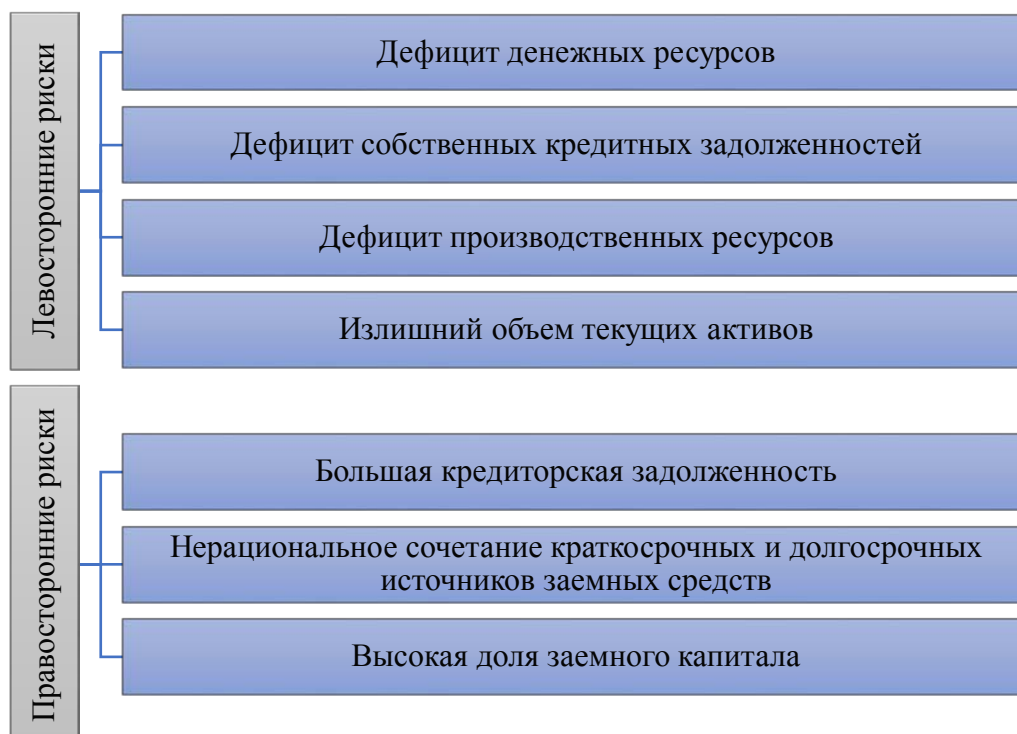 Левосторонние риски
Дефицит денежных ресурсов
Дефицит собственных кредитных задолженностей
Дефицит производственных ресурсов
Излишний объем текущих активов
Правосторонние риски
Большая кредиторская задолженность
Нерациональное сочетание краткосрочных и долгосрочных
источников заемных средств
Высокая доля заемного капитала